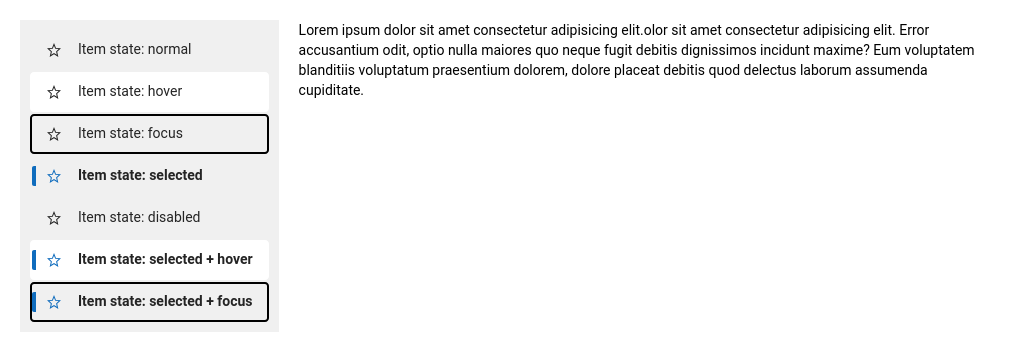 Item state: normal
Item state: hover
Item state: focus
Item state: selected
Item state: disabled
Item state: selected + hover
Item state: selected + focus
Lorem ipsum dolor sit amet consectetur adipisicing elit.olor sit amet consectetur adipisicing elit. Error
accusantium odit, optio nulla maiores quo neque fugit debitis dignissimos incidunt maxime? Eum voluptatem
blanditiis voluptatum praesentium dolorem, dolore placeat debitis quod delectus laborum assumenda
cupiditate.